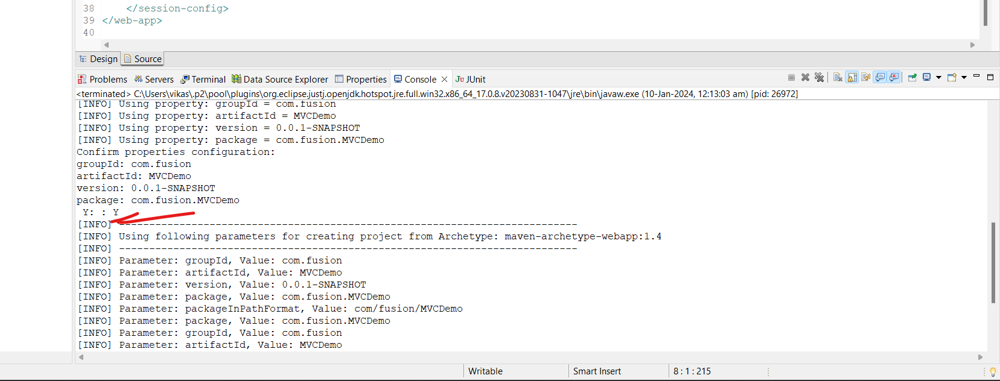 38 </session-config>
39 </web-app>
40
Design Source
Problems Servers Terminal Data Source Explorer Properties Console JUnit
<terminated> C:\Users\vikas\.p2\pool\plugins\org.eclipse.justj.openjdk.hotspot.jre.full.win32.x86_64_17.0.8.v20230831-1047\jre\bin\javaw.exe (10-Jan-2024, 12:13:03 am) [pid: 26972]
[INFO] Using property: groupId = com.fusion
[INFO] Using property: artifactId = MVCDemo
[INFO] Using property: version = 0.0.1-SNAPSHOT
[INFO] Using property: package = com.fusion.MVCDemo
Confirm properties configuration:
groupId: com.fusion
artifactId: MVCDemo
version: 0.0.1-SNAPSHOT
package: com.fusion.MVCDemo
Y: : Y
[INFO] ----------------------------------------------------------------------------
[INFO] Using following parameters for creating project from Archetype: maven-archetype-webapp:1.4
[INFO] ----------------------------------------------------------------------------
[INFO] Parameter: groupId, Value: com.fusion
[INFO] Parameter: artifactId, Value: MVCDemo
[INFO] Parameter: version, Value: 0.0.1-SNAPSHOT
[INFO] Parameter: package, Value: com.fusion.MVCDemo
[INFO] Parameter: packageInPathFormat, Value: com/fusion/MVCDemo
[INFO] Parameter: package, Value: com.fusion.MVCDemo
[INFO] Parameter: groupId, Value: com.fusion
[INFO] Parameter: artifactId, Value: MVCDemo
Writable Smart Insert 8 : 1 : 215